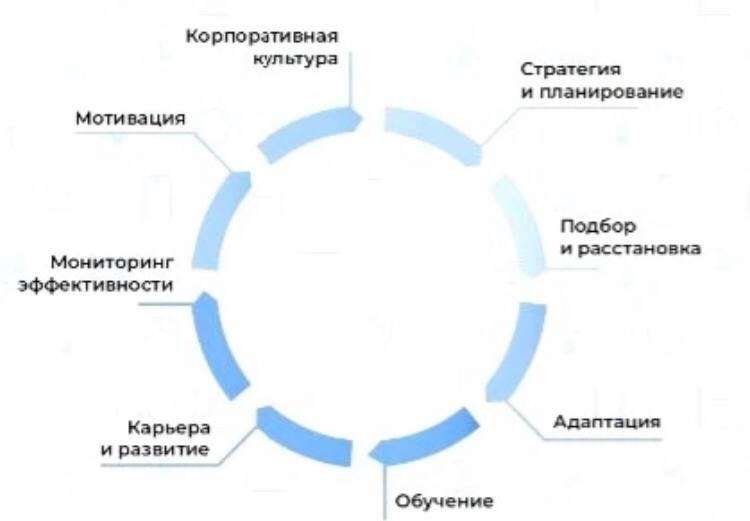 Корпоративная
культура
Стратегия
и планирование
Мотивация
Подбор
и расстановка
Мониторинг
эффективности
Адаптация
Карьера
и развитие
Обучение